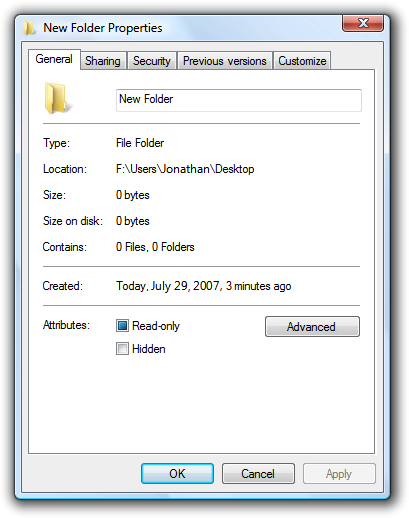 New Folder Properties
General Sharing Security Previous versions Customize
New Folder
Type: File Folder
Location: F:\Users\Jonathan\Desktop
Size: 0 bytes
Size on disk: 0 bytes
Contains: 0 Files, 0 Folders
Created: Today, July 29, 2007, 3 minutes ago
Attributes: Read-only Advanced
Hidden
OK Cancel Apply